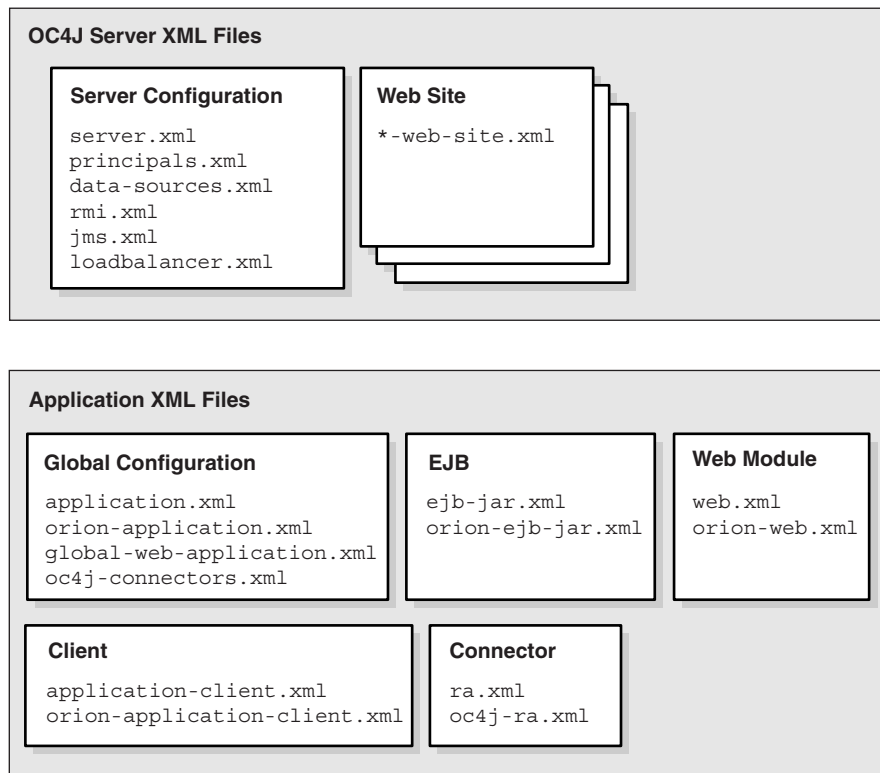 OC4J Server XML Files
Server Configuration
server.xml
principals.xml
data-sources.xml
rmi.xml
jms.xml
loadbalancer.xml
Web Site
*-web-site.xml
Application XML Files
Global Configuration
application.xml
orion-application.xml
global-web-application.xml
oc4j-connectors.xml
EJB
ejb-jar.xml
orion-ejb-jar.xml
Web Module
web.xml
orion-web.xml
Client
application-client.xml
orion-application-client.xml
Connector
ra.xml
oc4j-ra.xml